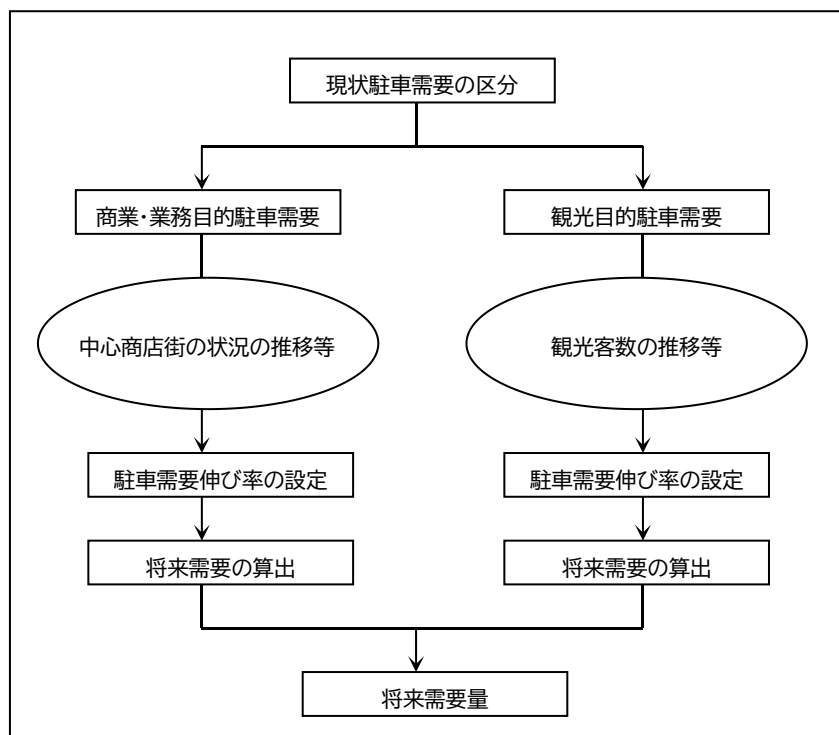 現状駐車需要の区分
商業・業務目的駐車需要
観光目的駐車需要
中心商店街の状況の推移等
観光客数の推移等
駐車需要伸び率の設定
駐車需要伸び率の設定
将来需要の算出
将来需要の算出
将来需要量